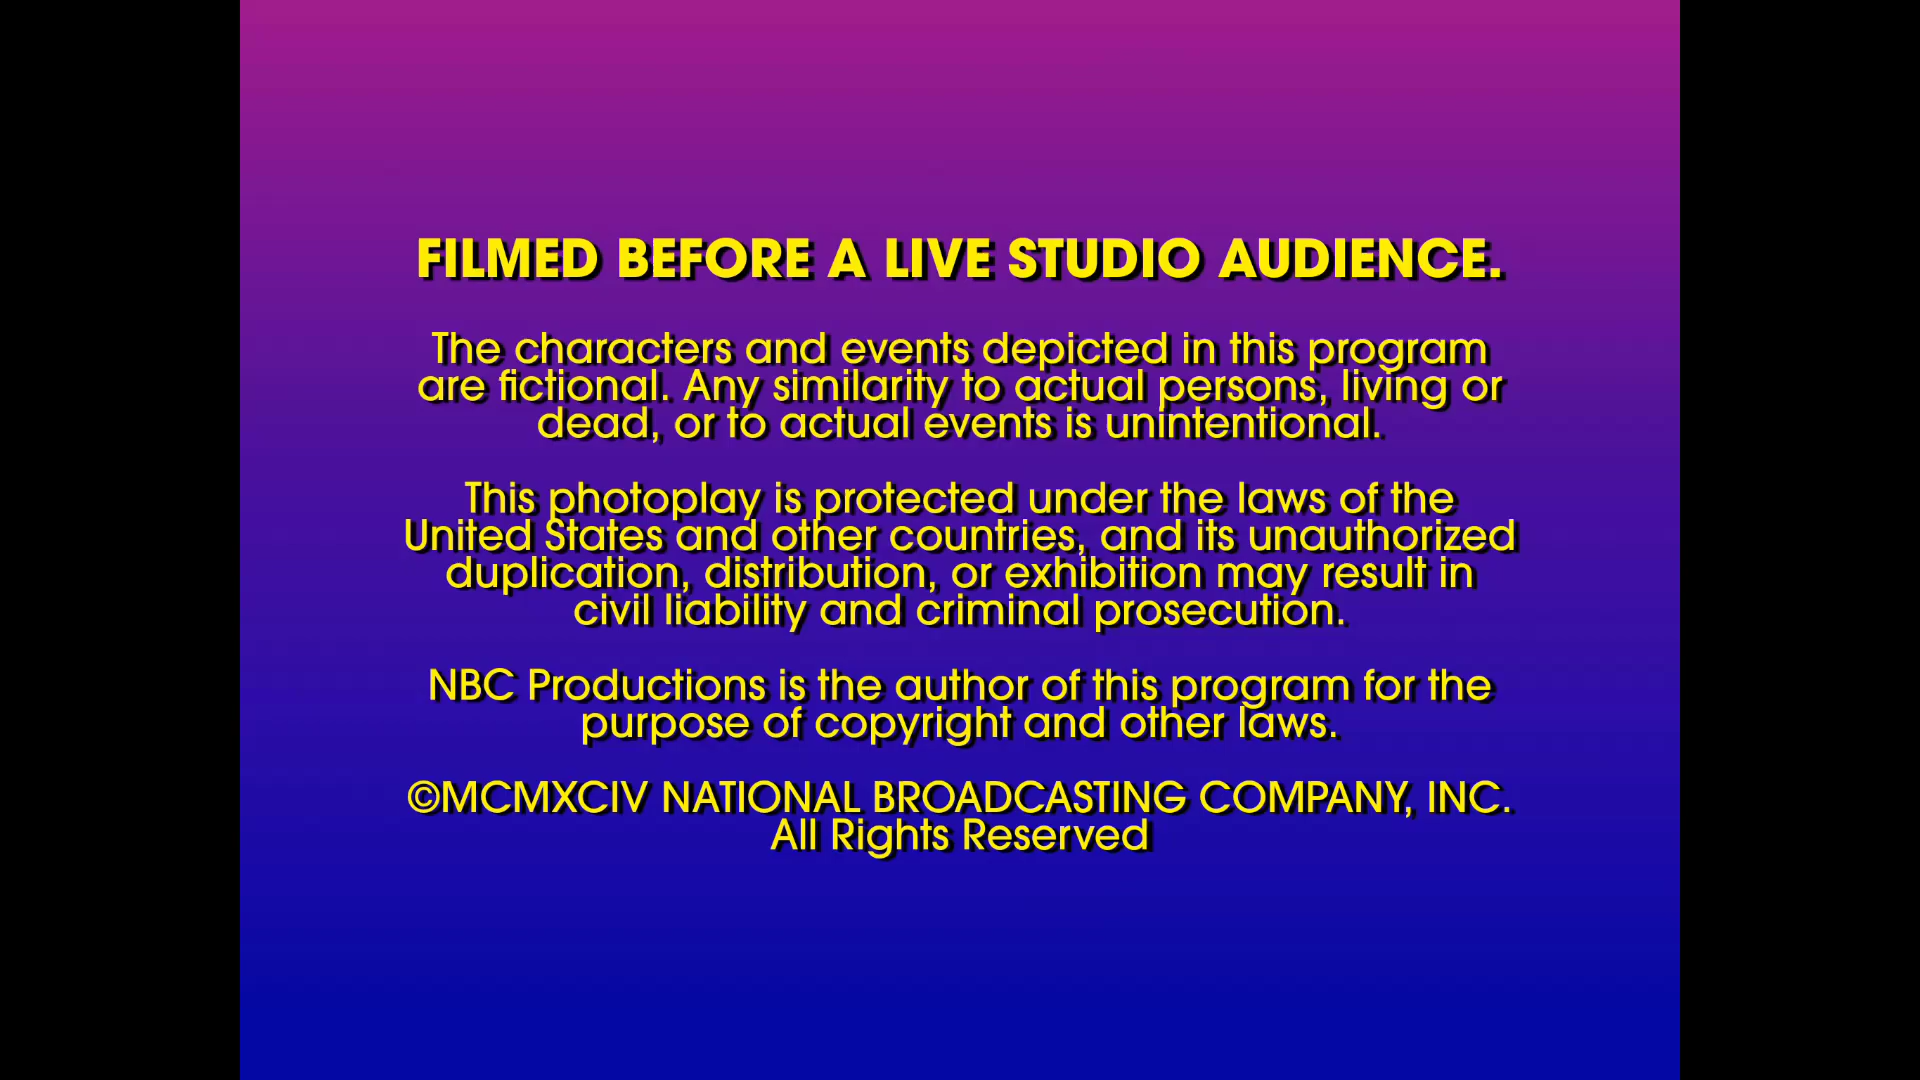 FILMED BEFORE A LIVE STUDIO AUDIENCE.
The characters and events depicted in this program
are fictional. Any similarity to actual persons, living or
dead, or to actual events is unintentional.
This photoplay is protected under the laws of the
United States and other countries, and its unauthorized
duplication, distribution, or exhibition may result in
civil liability and criminal prosecution.
NBC Productions is the author of this program for the
purpose of copyright and other laws.
©MCMXCIV NATIONAL BROADCASTING COMPANY, INC.
All Rights Reserved